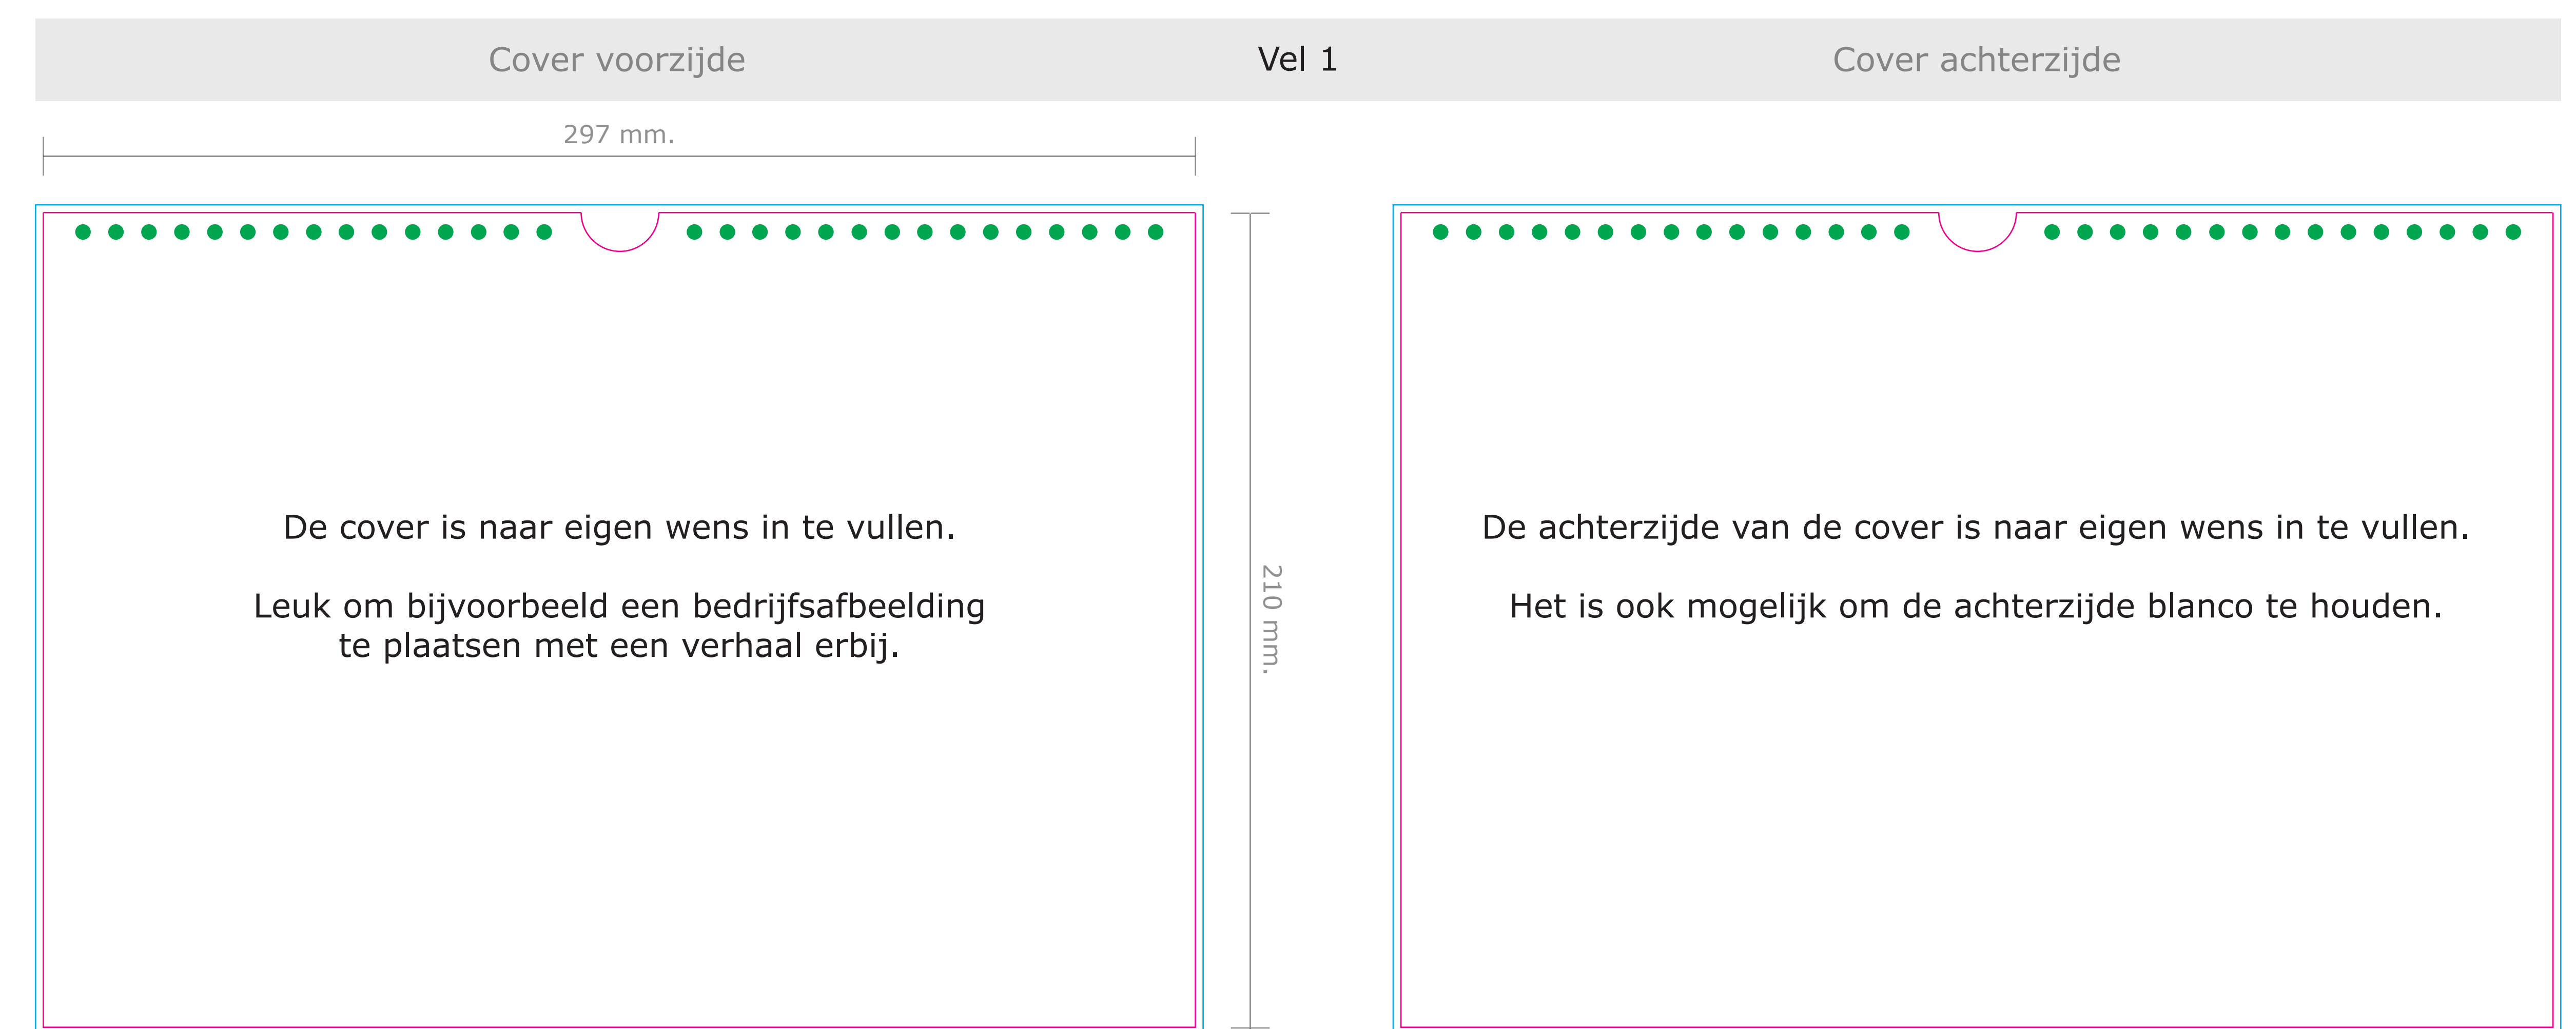 Cover voorzijde
Vel 1
Cover achterzijde
297 mm.
De cover is naar eigen wens in te vullen.
Leuk om bijvoorbeeld een bedrijfsafbeelding
te plaatsen met een verhaal erbij.
210 mm.
De achterzijde van de cover is naar eigen wens in te vullen.
Het is ook mogelijk om de achterzijde blanco te houden.